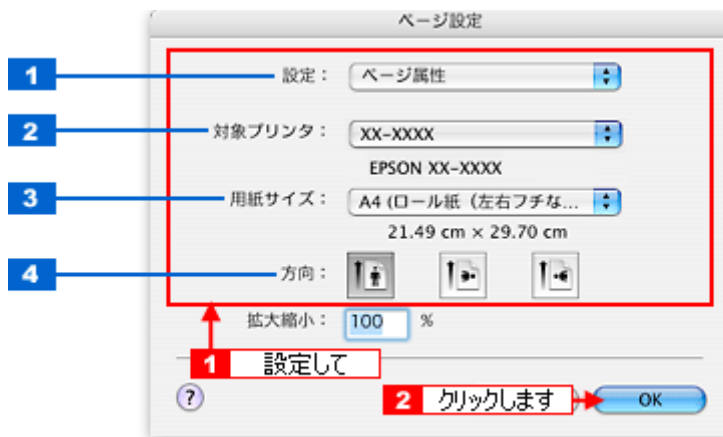 ページ設定
1 設定： ページ属性
2 対象プリンタ： XX-XXXX
EPSON XX-XXXX
3 用紙サイズ： A4 (ロール紙（左右フチな...
21.49 cm × 29.70 cm
4 方向：
拡大縮小： 100 %
1 設定して
? 2 クリックします OK